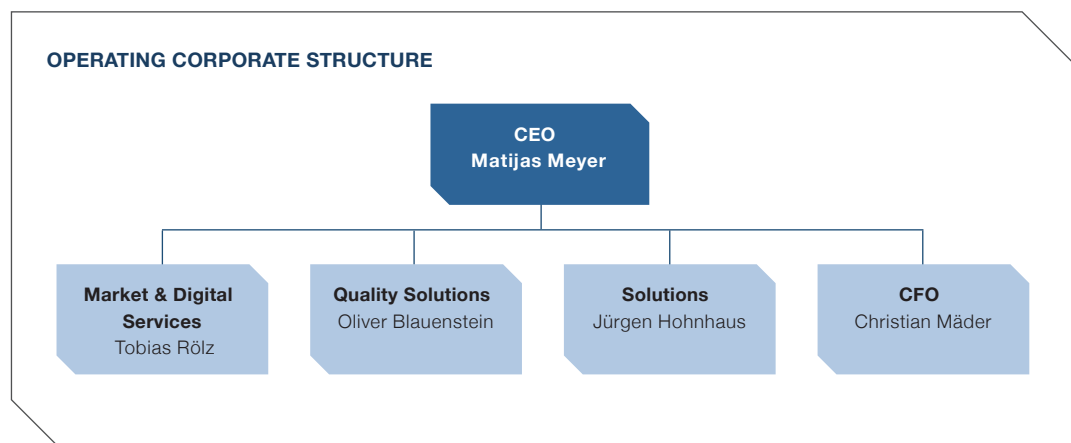 OPERATING CORPORATE STRUCTURE
CEO
Matijas Meyer
Market & Digital
Services
Tobias Rölz
Quality Solutions
Oliver Blauenstein
Solutions
Jürgen Hohnhaus
CFO
Christian Mäder